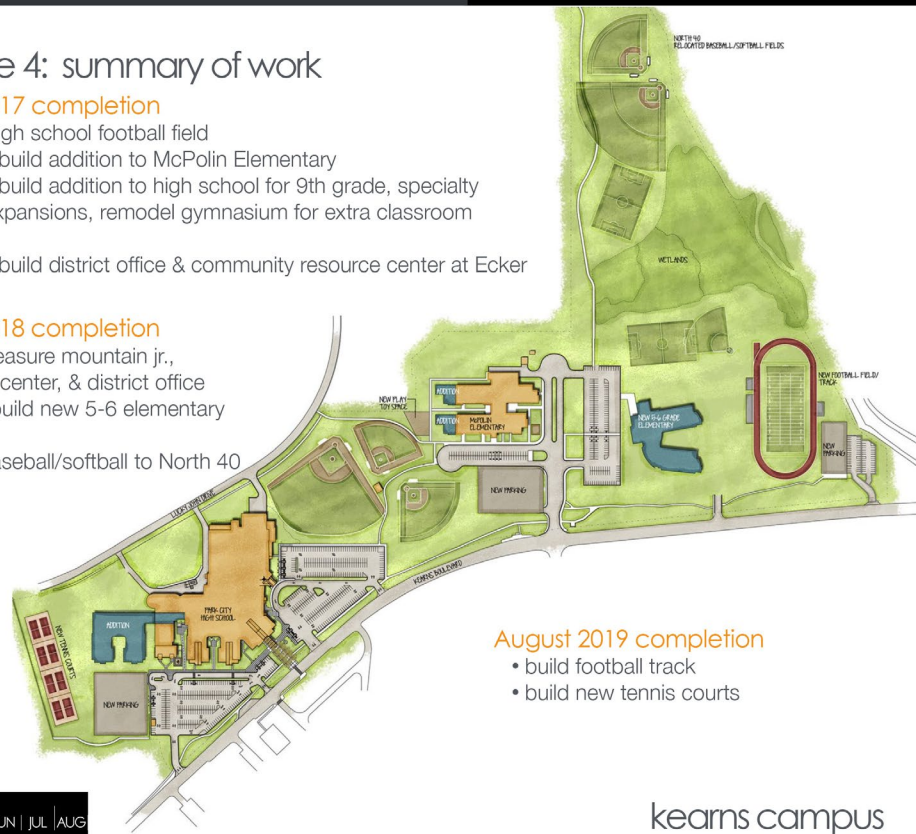 e 4: summary of work
17 completion
gh school football field
build addition to McPolin Elementary
build addition to high school for 9th grade, specialty
xpansions, remodel gymnasium for extra classroom
build district office & community resource center at Ecker
18 completion
easure mountain jr.,
center, & district office
build new 5-6 elementary
aseball/softball to North 40
NORTH 40
RELOCATED BASEBALL/SOFTBALL FIELDS
WETLANDS
NEW FOOTBALL FIELD/
TRACK
NEW PLAY
TOY SPACE
ADDITION
ADDITION
McPOLIN
ELEMENTARY
NEW 5-6 GRADE
ELEMENTARY
NEW
PARKING
NEW PARKING
LUCKY JOHN DRIVE
KEARNS BOULEVARD
PARK CITY
HIGH SCHOOL
ADDITION
NEW TENNIS COURTS
NEW PARKING
August 2019 completion
• build football track
• build new tennis courts
UN | JUL | AUG
kearns campus